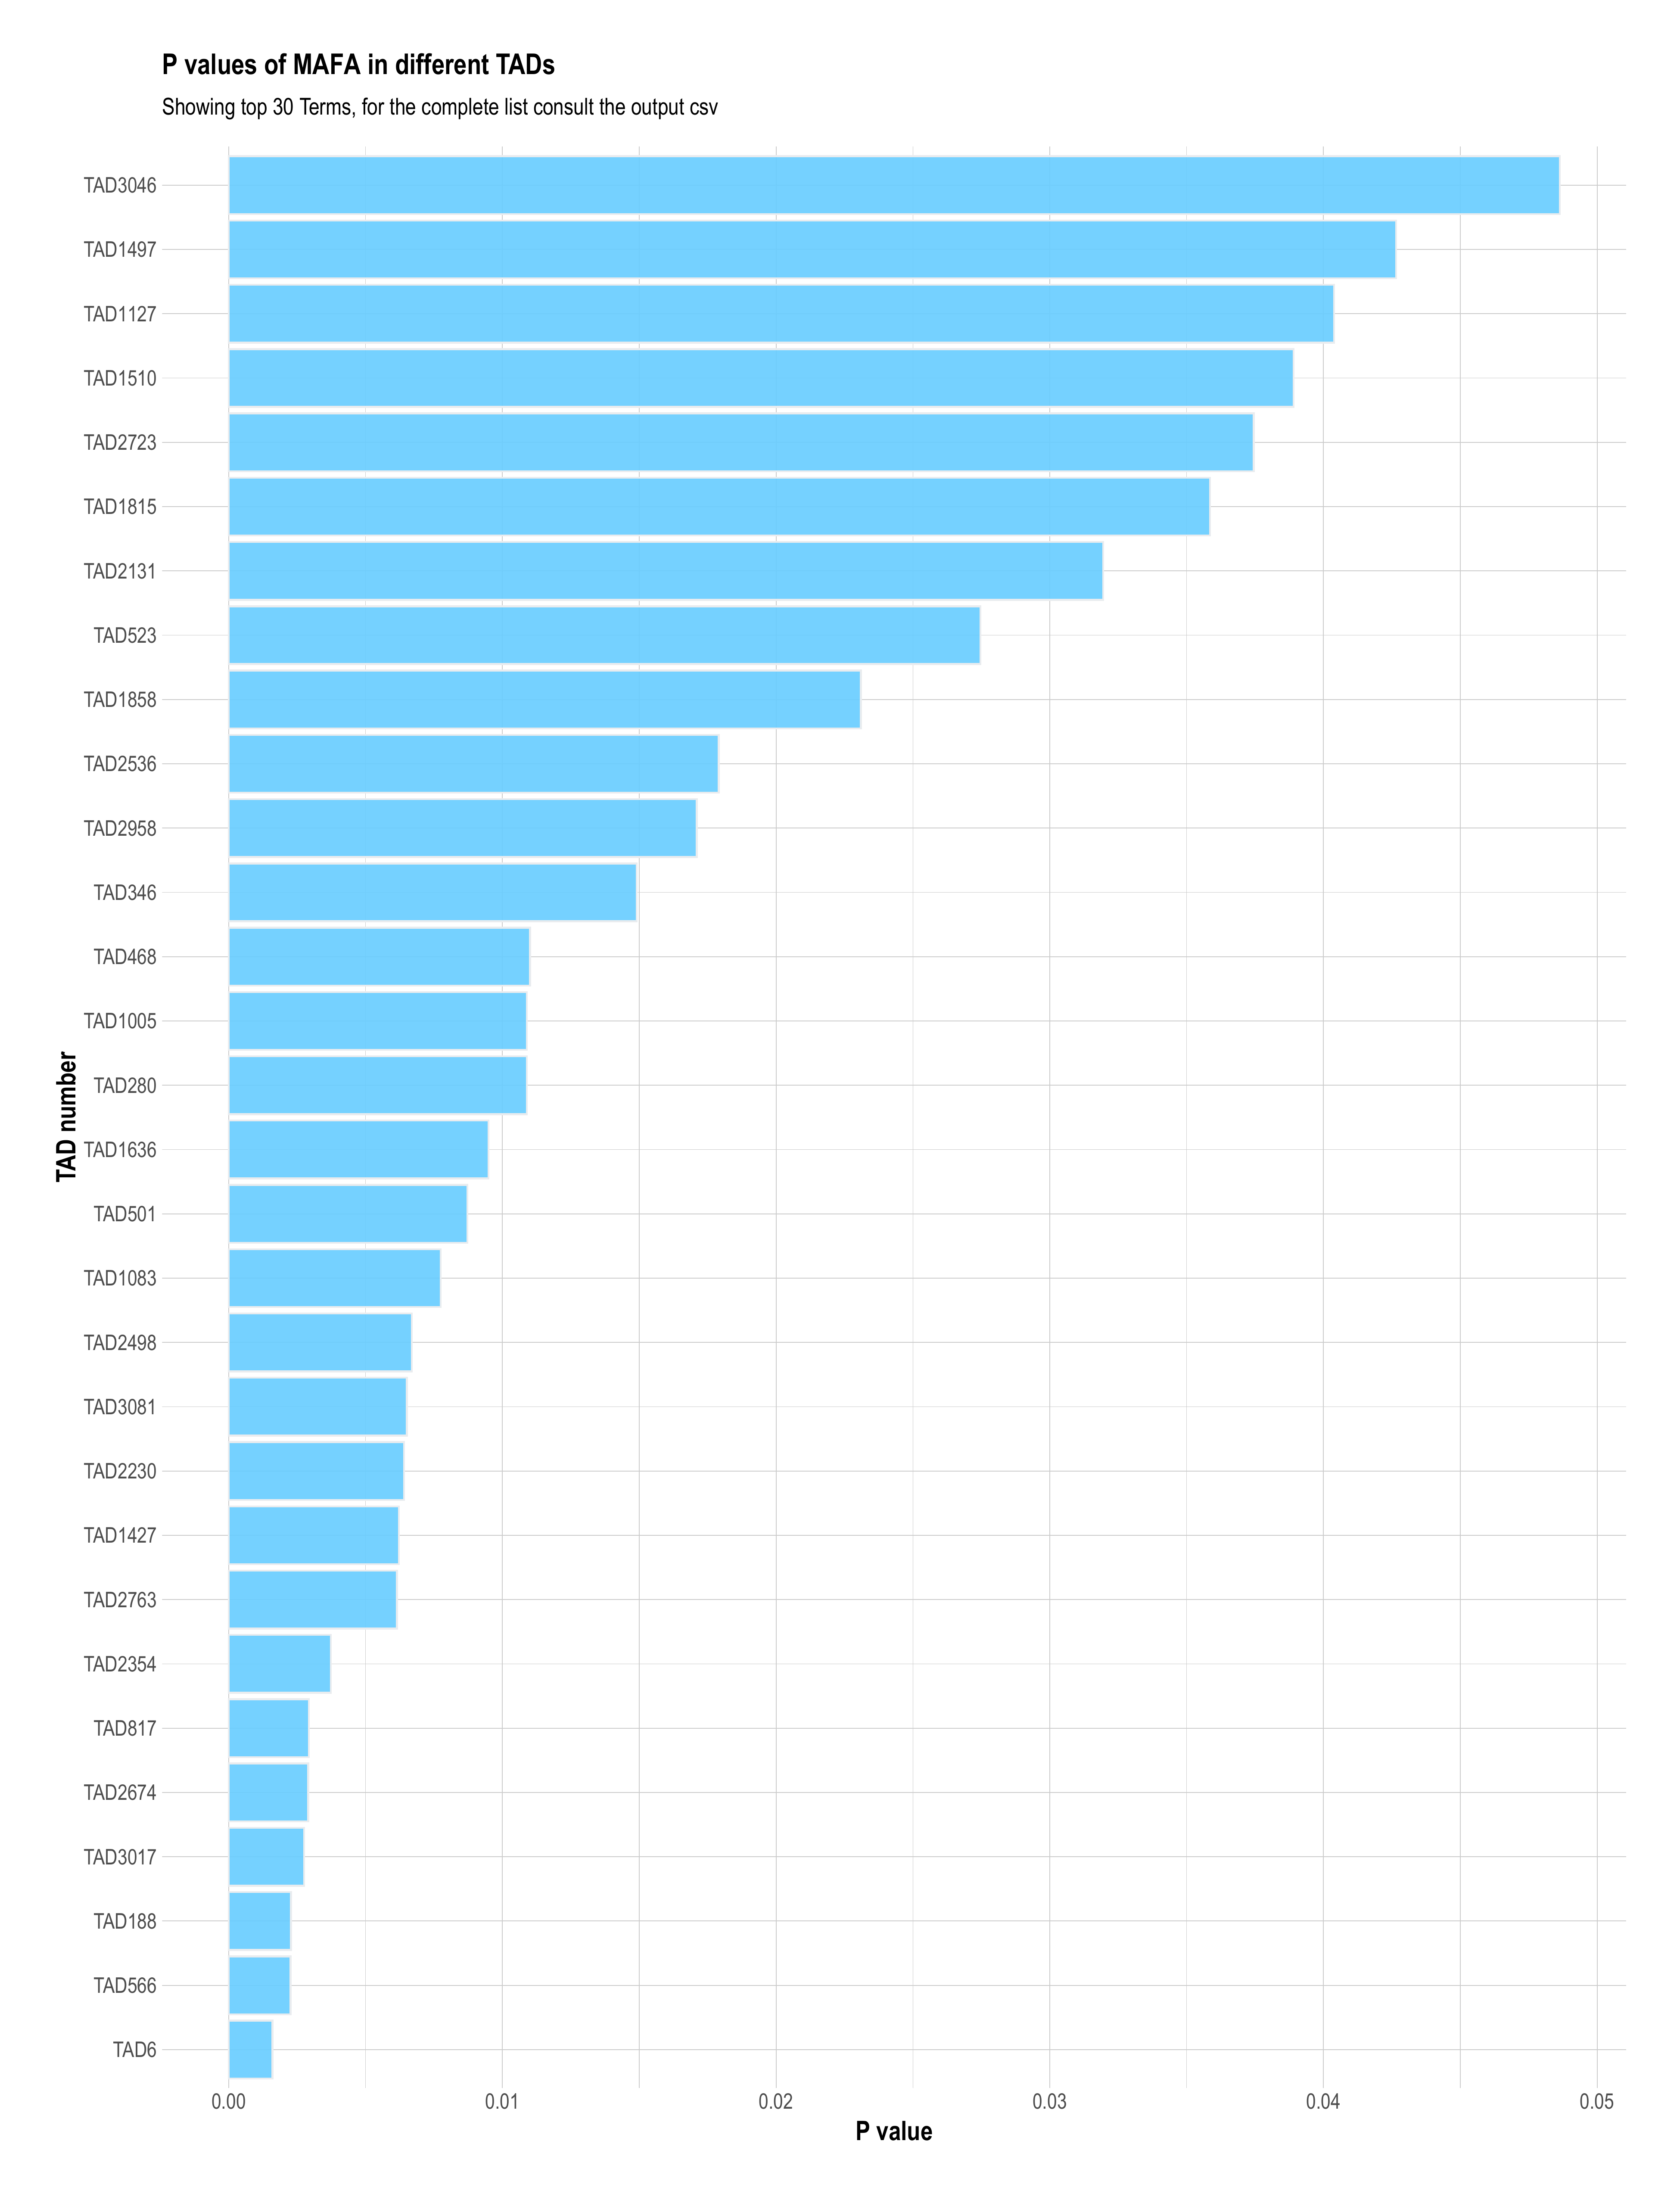 P values of MAFA in different TADs
Showing top 30 Terms, for the complete list consult the output csv
TAD number
TAD3046
TAD1497
TAD1127
TAD1510
TAD2723
TAD1815
TAD2131
TAD523
TAD1858
TAD2536
TAD2958
TAD346
TAD468
TAD1005
TAD280
TAD1636
TAD501
TAD1083
TAD2498
TAD3081
TAD2230
TAD1427
TAD2763
TAD2354
TAD817
TAD2674
TAD3017
TAD188
TAD566
TAD6
0.00 0.01 0.02 0.03 0.04 0.05
P value